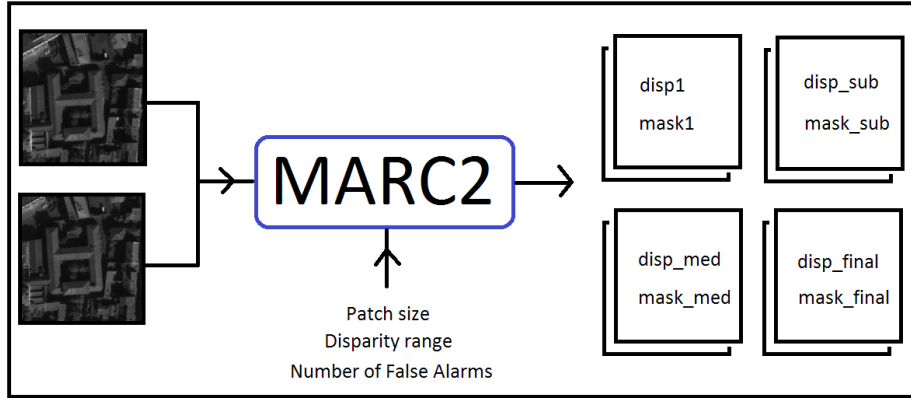 MARC2
Patch size
Disparity range
Number of False Alarms
disp1
mask1
disp_sub
mask_sub
disp_med
mask_med
disp_final
mask_final